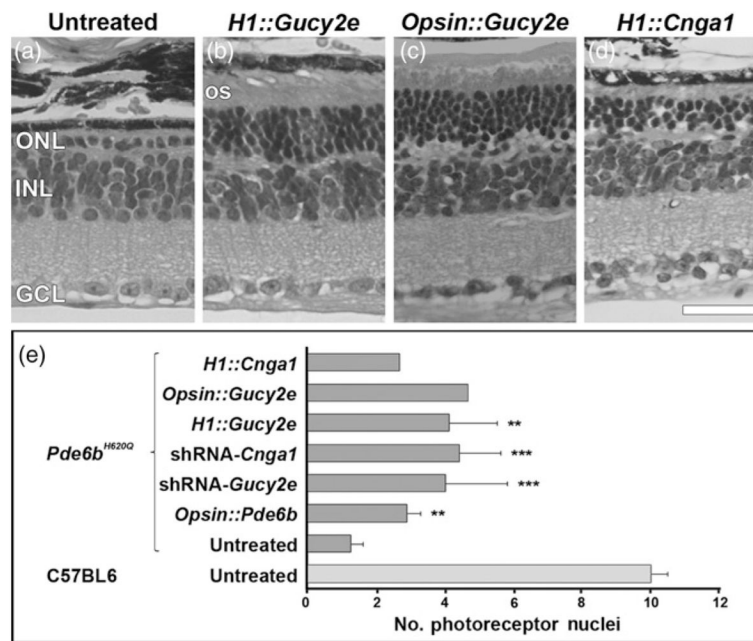 Untreated H1::Gucy2e Opsin::Gucy2e H1::Cnga1
(a) (b) (c) (d)
OS
ONL
INL
GCL
(e)
H1::Cnga1
Opsin::Gucy2e
H1::Gucy2e **
Pde6b^H620Q shRNA-Cnga1 ***
shRNA-Gucy2e ***
Opsin::Pde6b **
Untreated
C57BL6 Untreated
0 2 4 6 8 10 12
No. photoreceptor nuclei